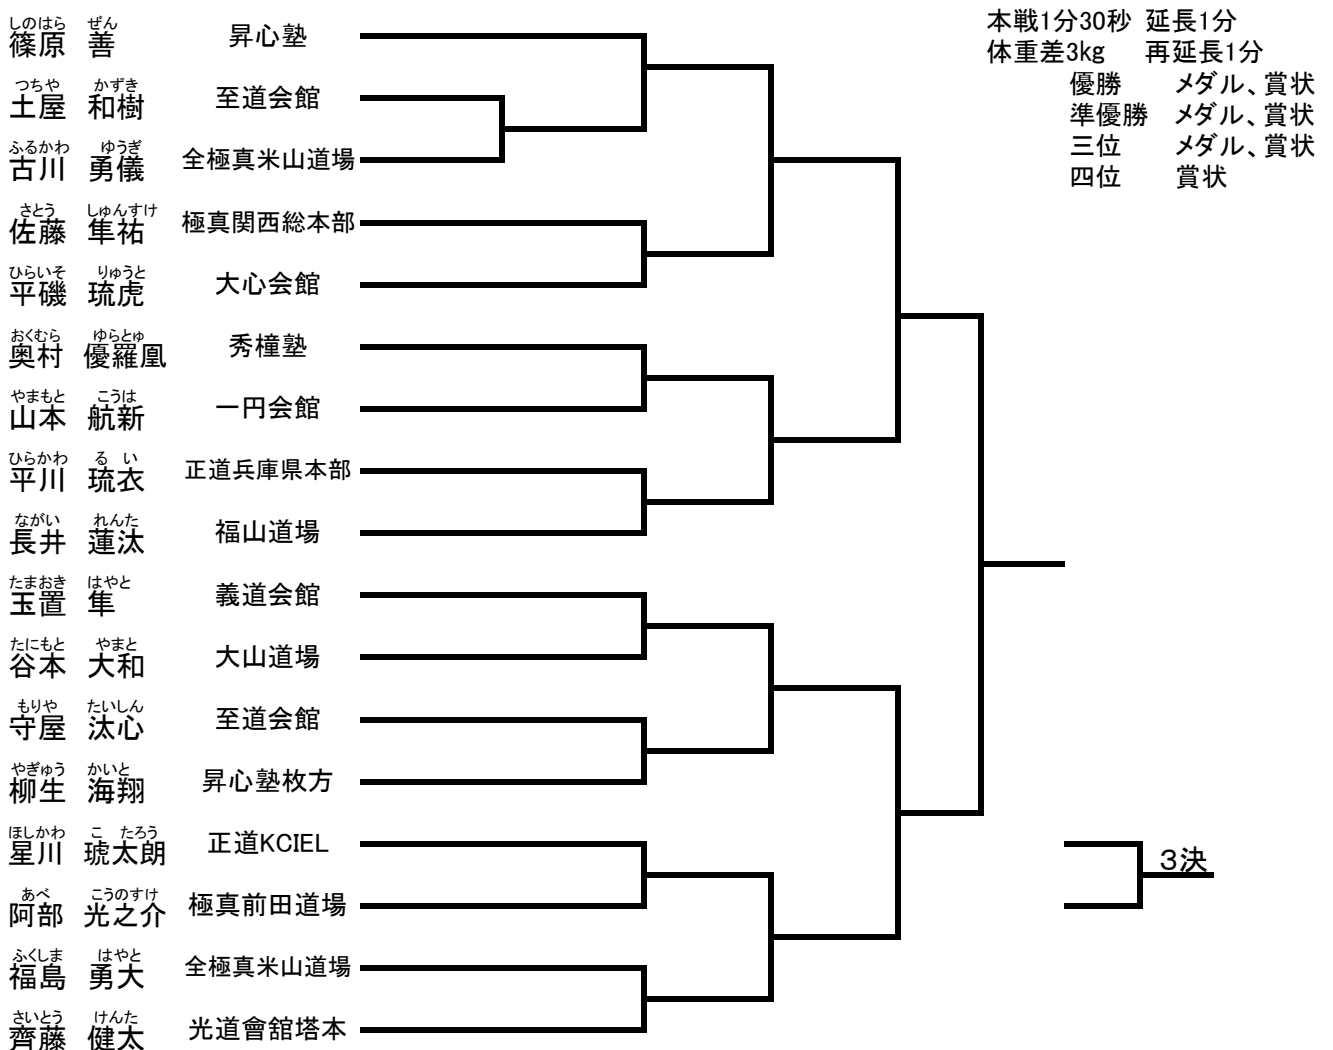 しのはら ぜん
篠原 善 昇心塾
つちや かずき
土屋 和樹 至道会館
ふるかわ ゆうぎ
古川 勇儀 全極真米山道場
さとう しゅんすけ
佐藤 隼祐 極真関西総本部
ひらいそ りゅうと
平磯 琉虎 大心会館
おくむら ゆらとゅ
奥村 優羅凰 秀橦塾
やまもと こうは
山本 航新 一円会館
ひらかわ る い
平川 琉衣 正道兵庫県本部
ながい れんた
長井 蓮汰 福山道場
たまおき はやと
玉置 隼 義道会館
たにもと やまと
谷本 大和 大山道場
もりや たいしん
守屋 汰心 至道会館
やぎゅう かいと
柳生 海翔 昇心塾枚方
ほしかわ こ たろう
星川 琥太朗 正道KCIEL
あべ こうのすけ
阿部 光之介 極真前田道場
ふくしま はやと
福島 勇大 全極真米山道場
さいとう けんた
齊藤 健太 光道會舘塔本
本戦1分30秒 延長1分
体重差3kg 再延長1分
優勝 メダル、賞状
準優勝 メダル、賞状
三位 メダル、賞状
四位 賞状
３決